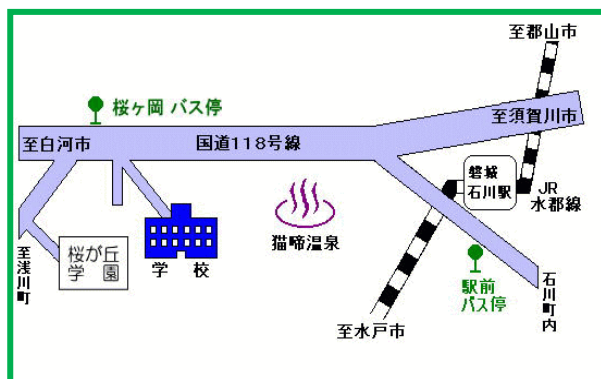 至郡山市
桜ヶ岡 バス停
至須賀川市
至白河市
国道118号線
磐城
石川駅
JR
水郡線
猫啼温泉
学 校
桜が丘
学 園
至浅川町
駅前
バス停
石川町内
至水戸市